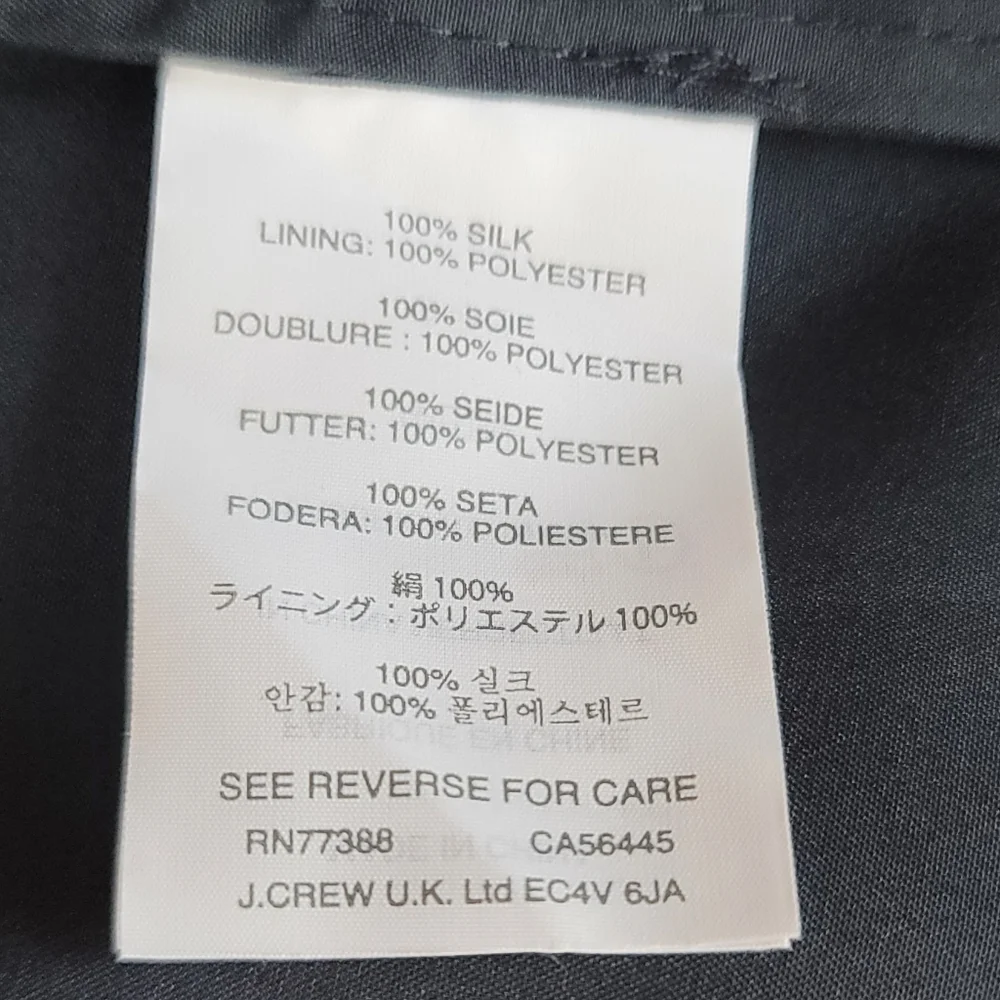 100% SILK
LINING: 100% POLYESTER
100% SOIE
DOUBLURE : 100% POLYESTER
100% SEIDE
FUTTER: 100% POLYESTER
100% SETA
FODERA: 100% POLIESTERE
絹 100%
ライニング : ポリエステル 100%
100% 실크
안감: 100% 폴리에스테르
SEE REVERSE FOR CARE
RN77388 CA56445
J.CREW U.K. Ltd EC4V 6JA